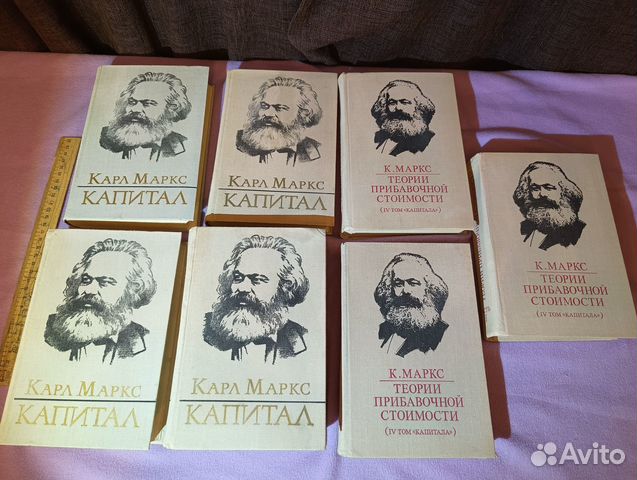 Карл Маркс
КАПИТАЛ
Карл Маркс
КАПИТАЛ
К. МАРКС
ТЕОРИИ
ПРИБАВОЧНОЙ
СТОИМОСТИ
(IV ТОМ «КАПИТАЛА»)
К. МАРКС
ТЕОРИИ
ПРИБАВОЧНОЙ
СТОИМОСТИ
(IV ТОМ «КАПИТАЛА»)
Карл Маркс
КАПИТАЛ
Карл Маркс
КАПИТАЛ
К. МАРКС
ТЕОРИИ
ПРИБАВОЧНОЙ
СТОИМОСТИ
(IV ТОМ «КАПИТАЛА»)
Avito